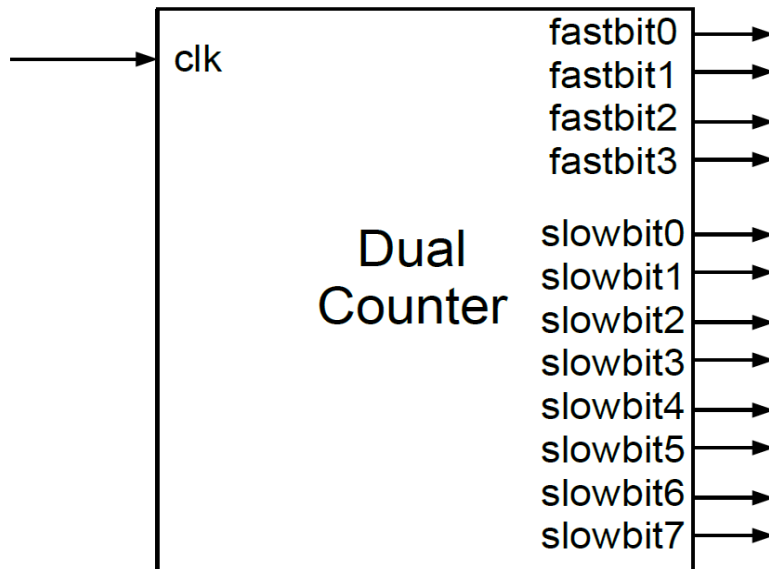 clk
fastbit0
fastbit1
fastbit2
fastbit3
Dual
Counter
slowbit0
slowbit1
slowbit2
slowbit3
slowbit4
slowbit5
slowbit6
slowbit7